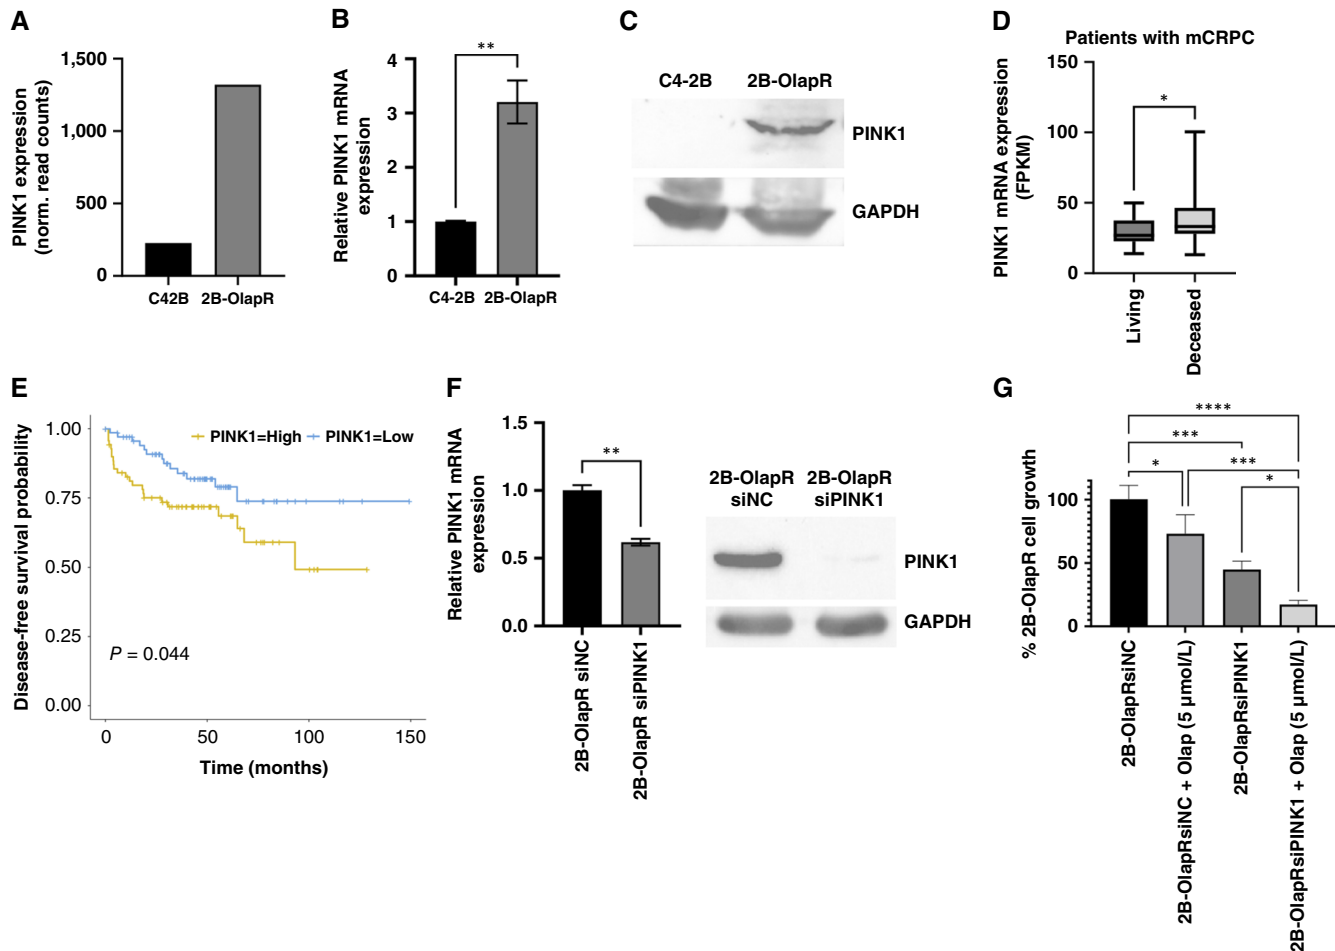 A
PINK1 expression
(norm. read counts)
1,500
1,000
500
0
C42B 2B-OlapR
B
Relative PINK1 mRNA
expression
4
3
2
1
0
**
C4-2B 2B-OlapR
C
C4-2B 2B-OlapR
PINK1
GAPDH
D
Patients with mCRPC
PINK1 mRNA expression
(FPKM)
150
100
50
0
*
Living
Deceased
E
Disease-free survival probability
1.00
0.75
0.50
0.25
0.00
PINK1=High PINK1=Low
P = 0.044
0 50 100 150
Time (months)
F
Relative PINK1 mRNA
expression
1.5
1.0
0.5
0.0
**
2B-OlapR siNC
2B-OlapR siPINK1
2B-OlapR 2B-OlapR
siNC siPINK1
PINK1
GAPDH
G
% 2B-OlapR cell growth
100
50
0
****
***
* ***
*
2B-OlapRsiNC
2B-OlapRsiNC + Olap (5 μmol/L)
2B-OlapRsiPINK1
2B-OlapRsiPINK1 + Olap (5 μmol/L)